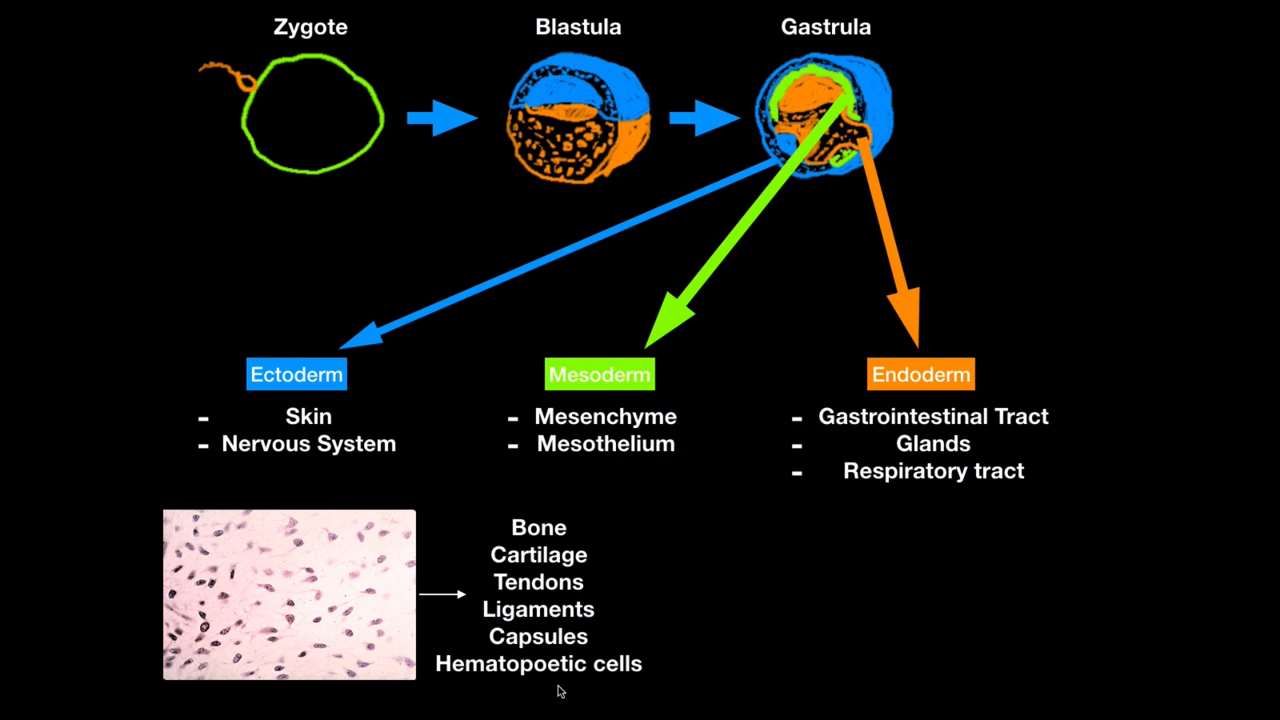 Zygote
Blastula
Gastrula
Ectoderm
Mesoderm
Endoderm
- Skin
- Nervous System
- Mesenchyme
- Mesothelium
- Gastrointestinal Tract
- Glands
- Respiratory tract
Bone
Cartilage
Tendons
Ligaments
Capsules
Hematopoetic cells